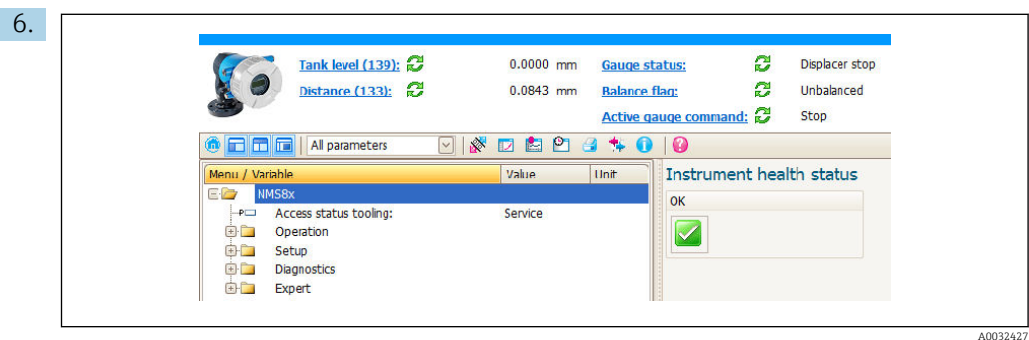 6.
Tank level (139): 0.0000 mm Gauge status: Displacer stop
Distance (133): 0.0843 mm Balance flag: Unbalanced
Active gauge command: Stop
All parameters
Menu / Variable Value Unit Instrument health status
NMS8x OK
Access status tooling: Service
Operation
Setup
Diagnostics
Expert
A0032427